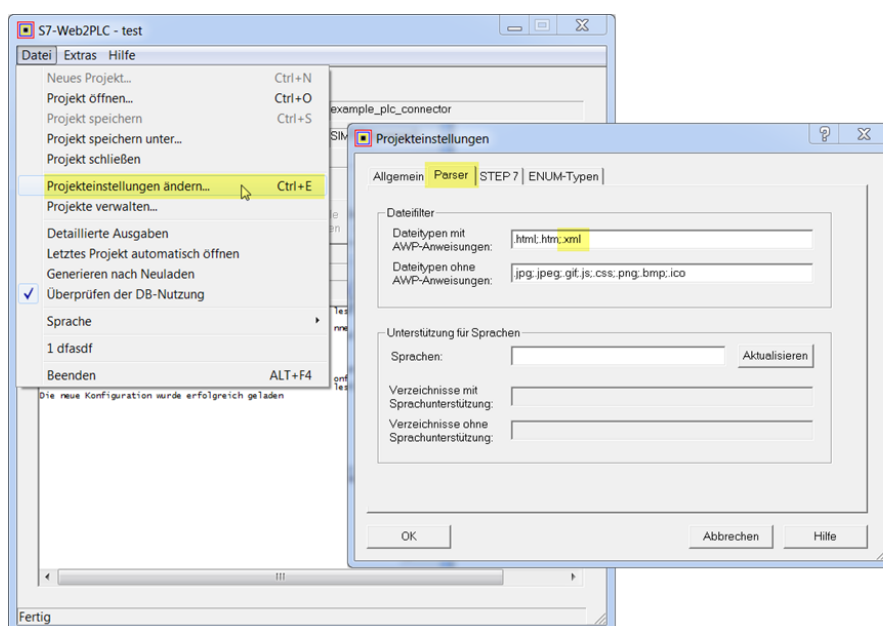 S7-Web2PLC - test
Datei Extras Hilfe
Neues Projekt... Ctrl+N
Projekt öffnen... Ctrl+O
Projekt speichern Ctrl+S
Projekt speichern unter...
Projekt schließen
Projekteinstellungen ändern... Ctrl+E
Projekte verwalten...
Detaillierte Ausgaben
Letztes Projekt automatisch öffnen
Generieren nach Neuladen
Überprüfen der DB-Nutzung
Sprache
1 dfasdf
Beenden ALT+F4
example_plc_connector
Die neue Konfiguration wurde erfolgreich geladen
Fertig
Projekteinstellungen
Allgemein Parser STEP 7 ENUM-Typen
Dateifilter
Dateitypen mit
AWP-Anweisungen:
.html;.htm;.xml
Dateitypen ohne
AWP-Anweisungen:
.jpg;.jpeg;.gif;.js;.css;.png;.bmp;.ico
Unterstützung für Sprachen
Sprachen:
Aktualisieren
Verzeichnisse mit
Sprachunterstützung:
Verzeichnisse ohne
Sprachunterstützung:
OK Abbrechen Hilfe